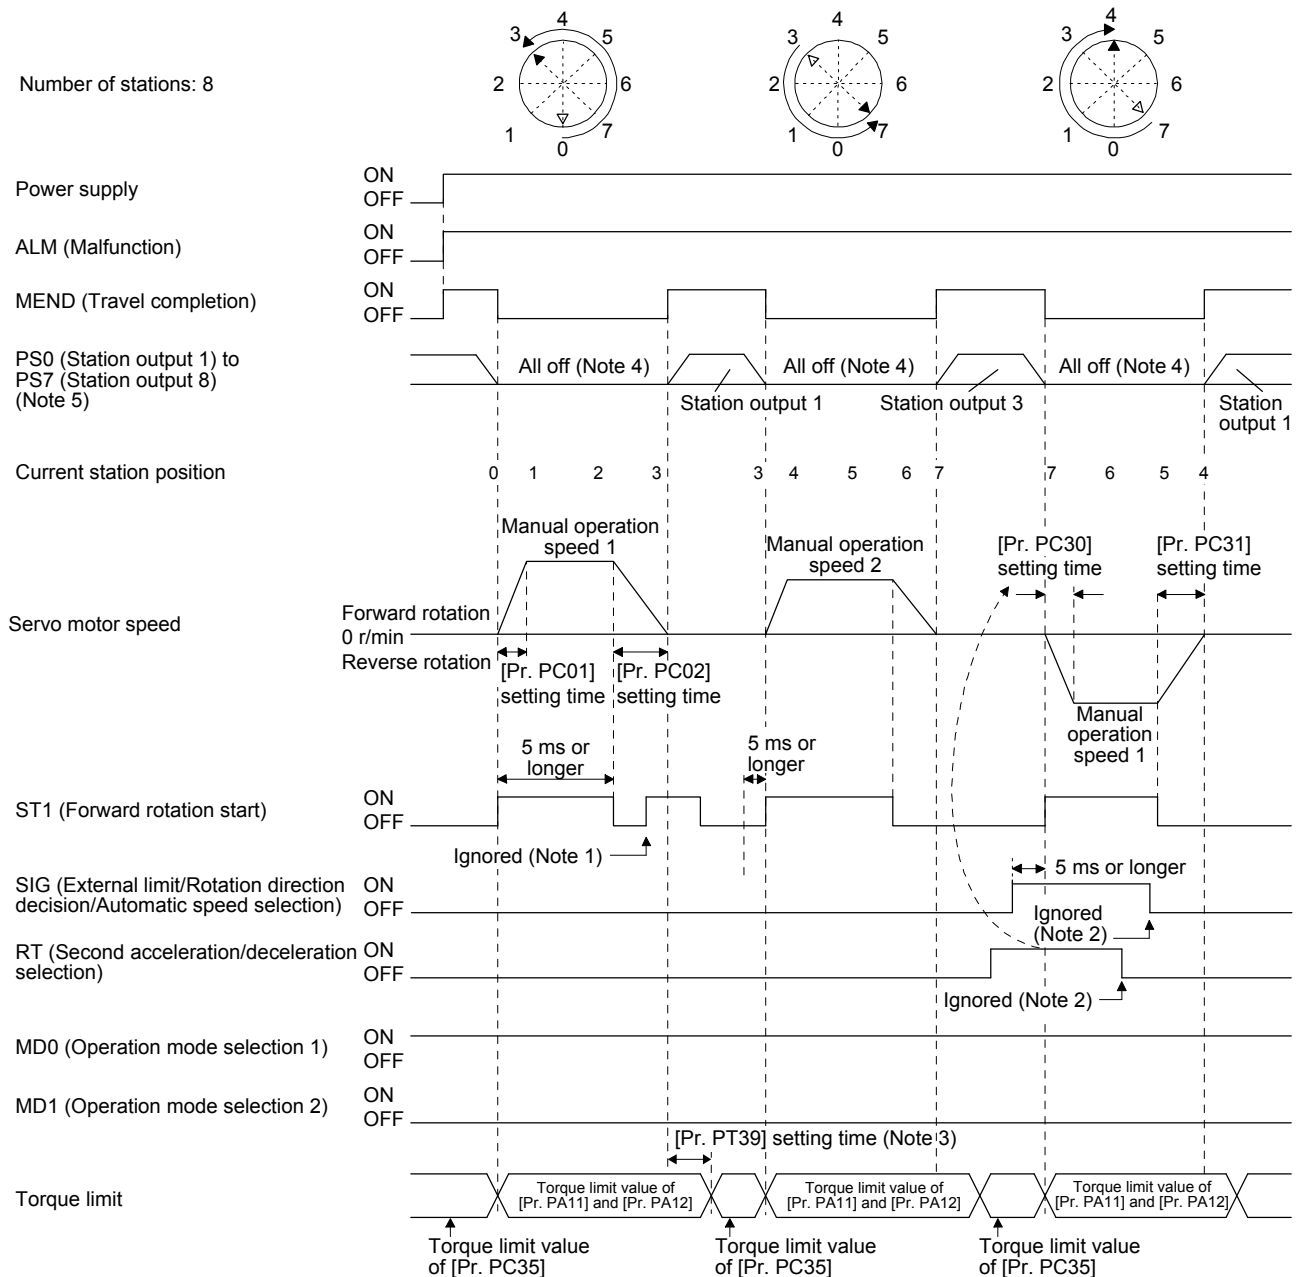 Number of stations: 8
4
3
5
2
6
1
7
0
4
3
5
2
6
1
7
0
4
3
5
2
6
1
7
0
Power supply
ON
OFF
ALM (Malfunction)
ON
OFF
MEND (Travel completion)
ON
OFF
PS0 (Station output 1) to
PS7 (Station output 8)
(Note 5)
All off (Note 4)
All off (Note 4)
All off (Note 4)
Station output 1
Station output 3
Station
output 1
Current station position
0 1 2 3 3 4 5 6 7 7 6 5 4
Manual operation
speed 1
Manual operation
speed 2
[Pr. PC30]
setting time
[Pr. PC31]
setting time
Servo motor speed
Forward rotation
0 r/min
Reverse rotation
[Pr. PC01]
setting time
[Pr. PC02]
setting time
Manual
operation
speed 1
5 ms or
longer
5 ms or
longer
ST1 (Forward rotation start)
ON
OFF
Ignored (Note 1)
SIG (External limit/Rotation direction
decision/Automatic speed selection)
ON
OFF
5 ms or longer
Ignored
(Note 2)
RT (Second acceleration/deceleration
selection)
ON
OFF
Ignored (Note 2)
MD0 (Operation mode selection 1)
ON
OFF
MD1 (Operation mode selection 2)
ON
OFF
[Pr. PT39] setting time (Note 3)
Torque limit
Torque limit value of
[Pr. PA11] and [Pr. PA12]
Torque limit value of
[Pr. PA11] and [Pr. PA12]
Torque limit value of
[Pr. PA11] and [Pr. PA12]
Torque limit value
of [Pr. PC35]
Torque limit value
of [Pr. PC35]
Torque limit value
of [Pr. PC35]